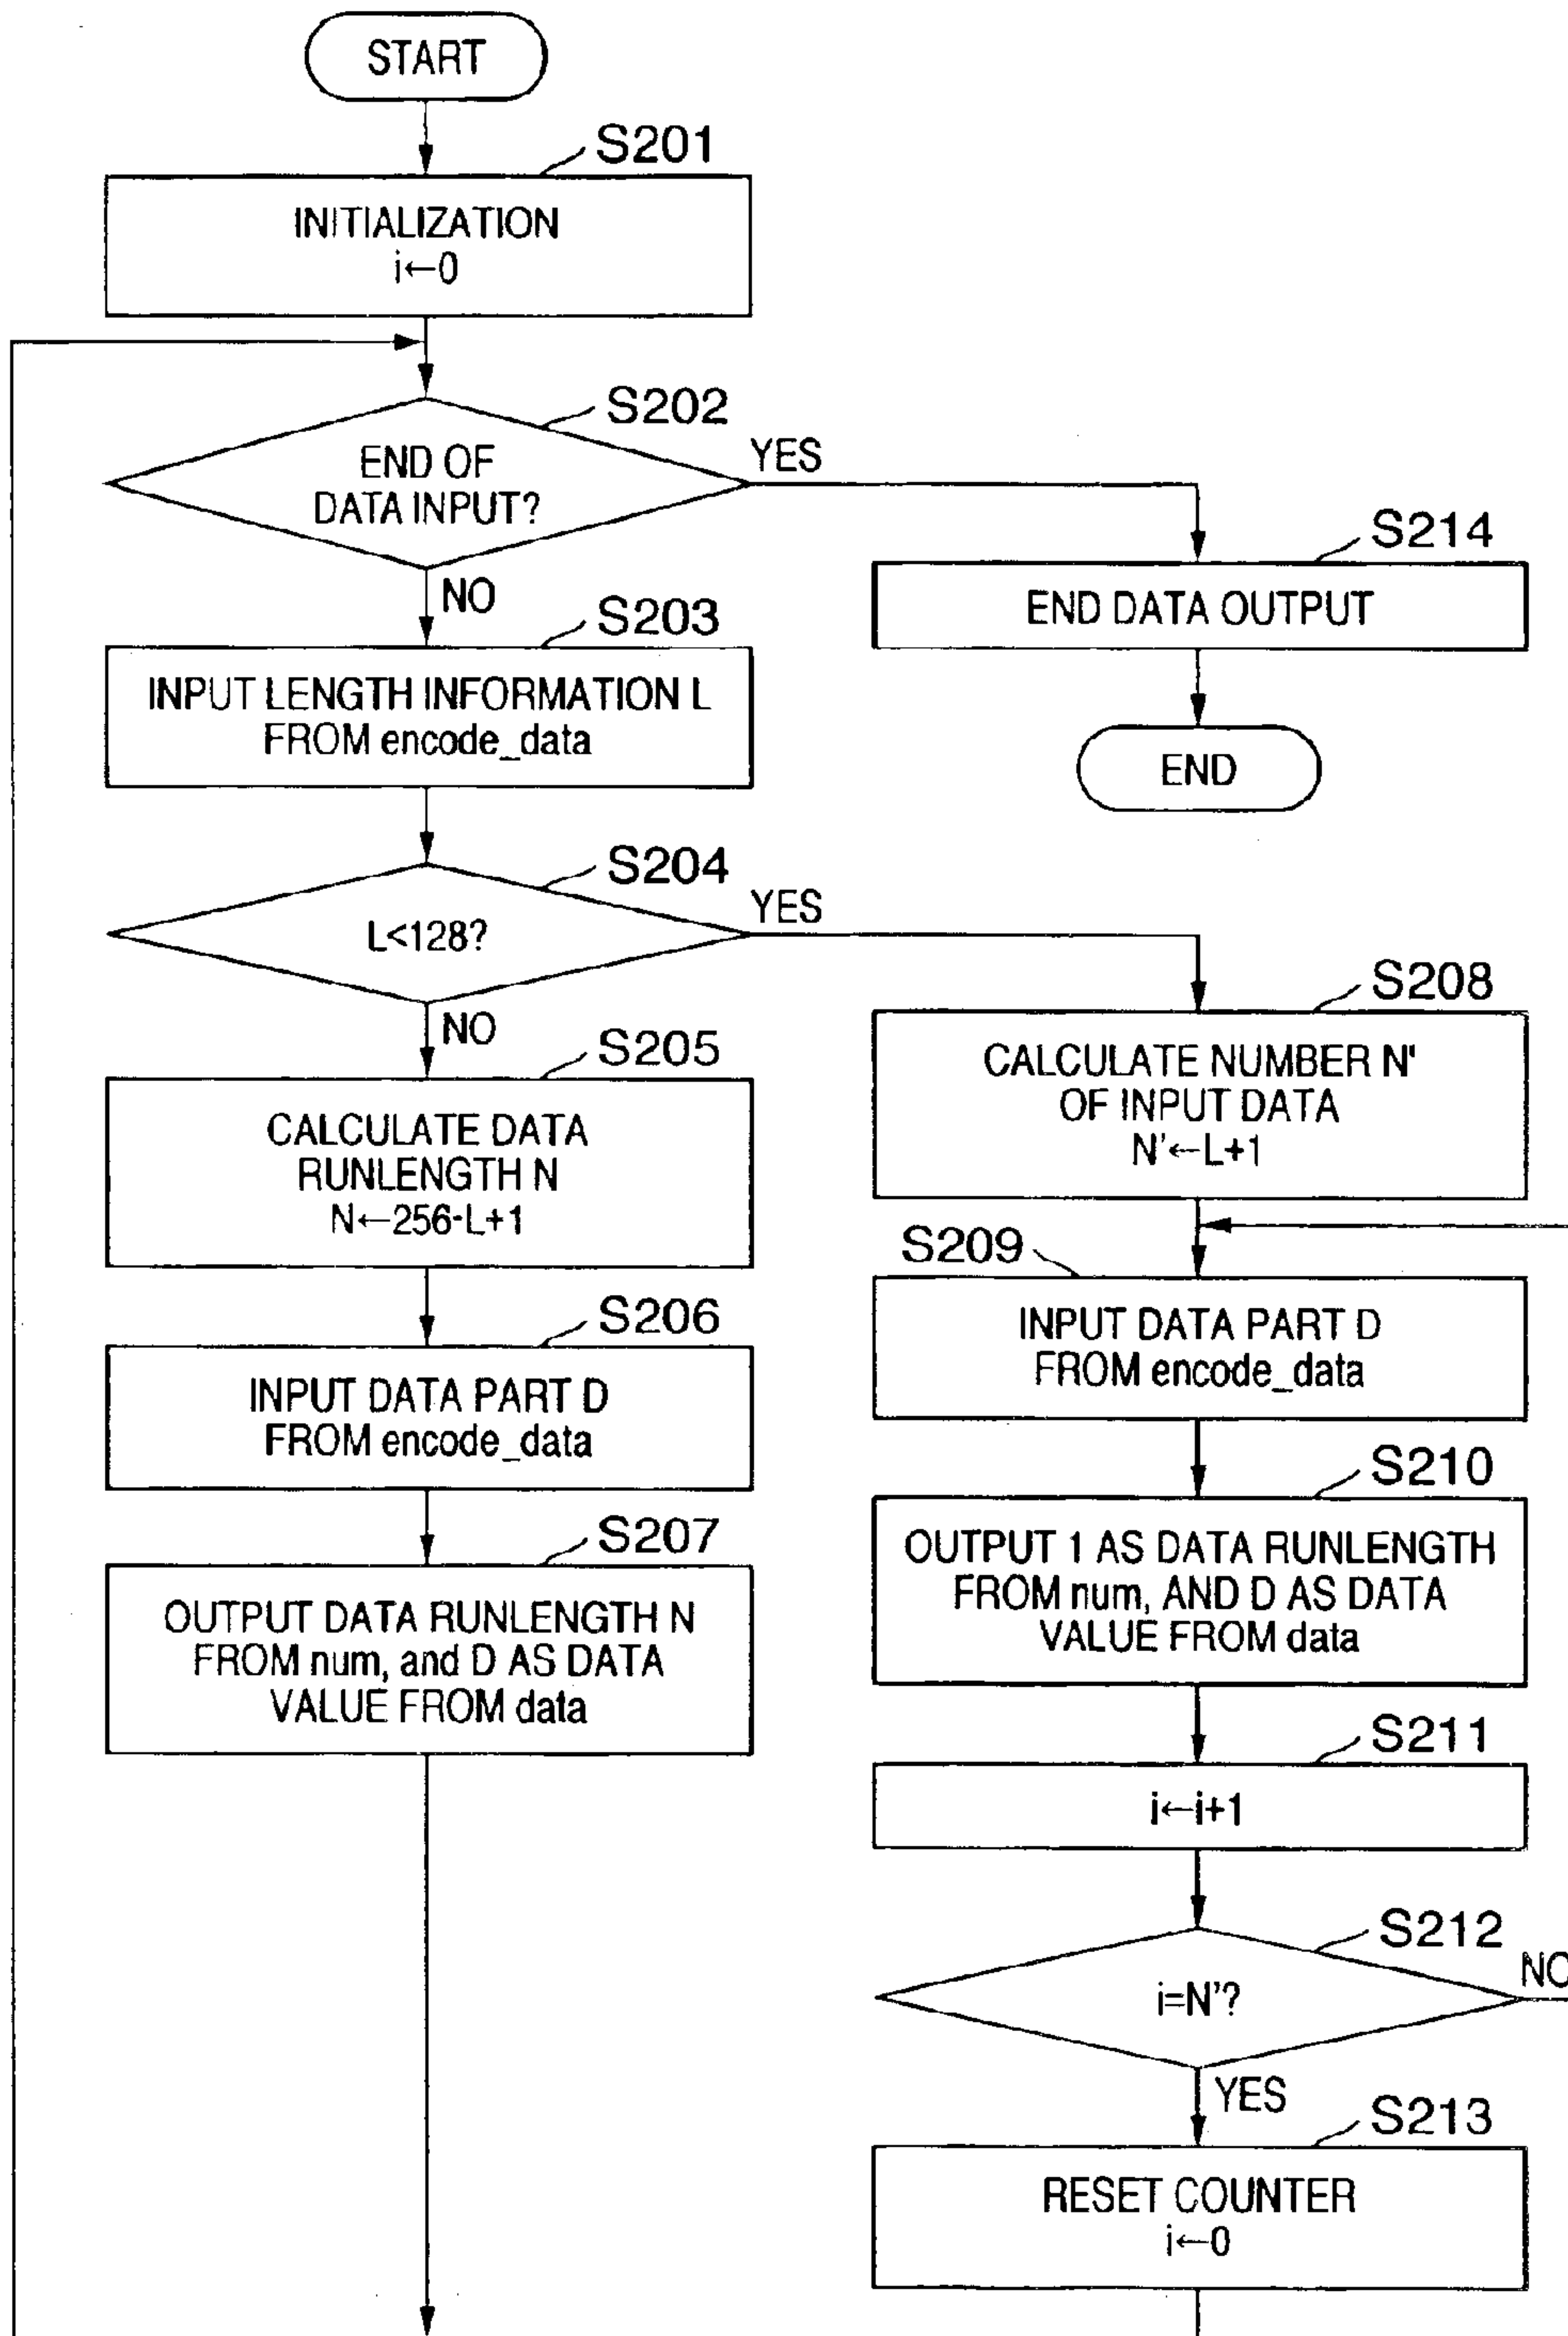 START
S201
INITIALIZATION
i←0
S202
END OF
DATA INPUT?
YES
NO
S214
END DATA OUTPUT
END
S203
INPUT LENGTH INFORMATION L
FROM encode_data
S204
L<128?
YES
NO
S205
CALCULATE DATA
RUNLENGTH N
N←256-L+1
S206
INPUT DATA PART D
FROM encode_data
S207
OUTPUT DATA RUNLENGTH N
FROM num, and D AS DATA
VALUE FROM data
S208
CALCULATE NUMBER N'
OF INPUT DATA
N'←L+1
S209
INPUT DATA PART D
FROM encode_data
S210
OUTPUT 1 AS DATA RUNLENGTH
FROM num, AND D AS DATA
VALUE FROM data
S211
i←i+1
S212
i=N'?
NO
YES
S213
RESET COUNTER
i←0